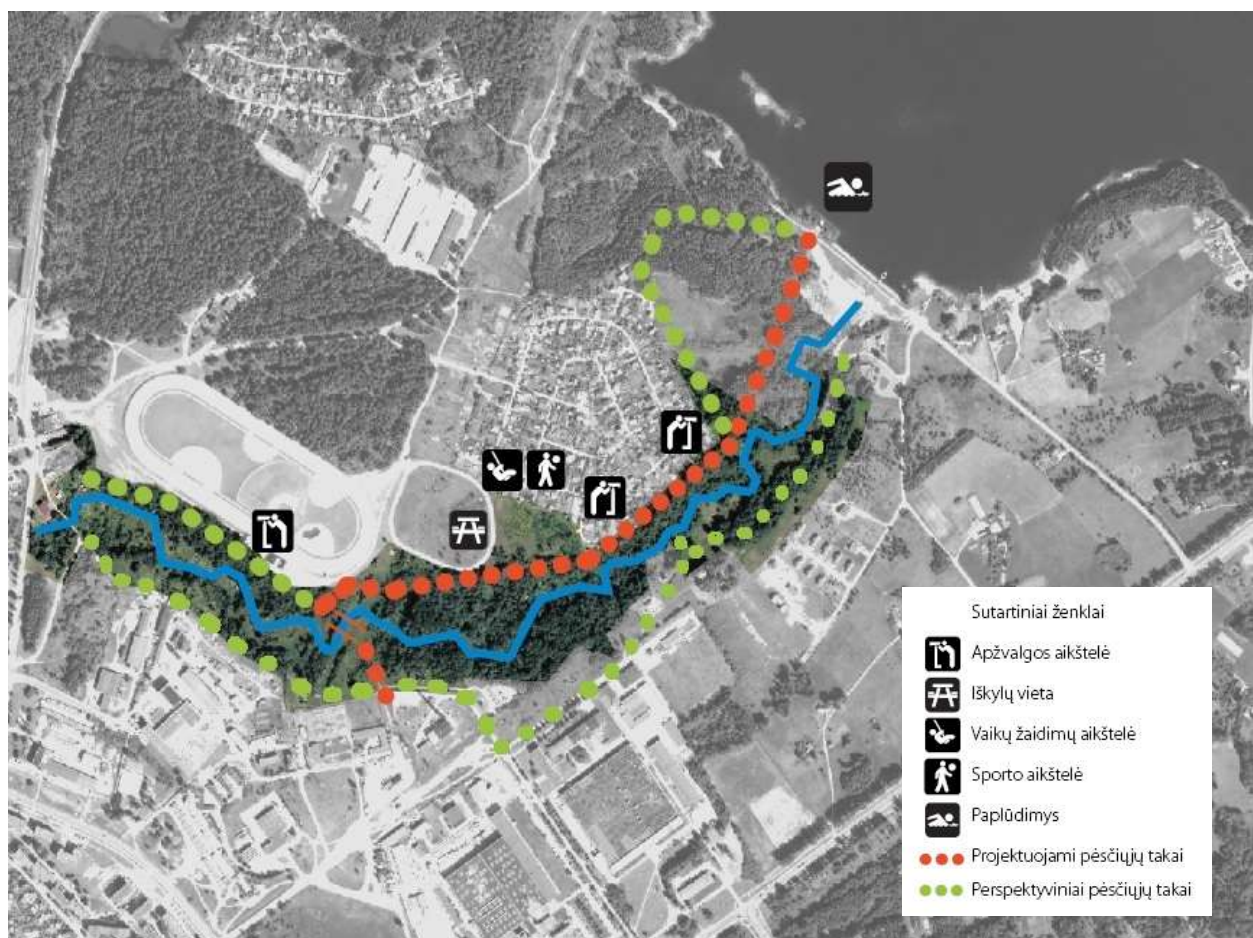 Sutartiniai ženklai
Apžvalgos aikštelė
Iškylų vieta
Vaikų žaidimų aikštelė
Sporto aikštelė
Paplūdimys
Projektuojami pėsčiųjų takai
Perspektyviniai pėsčiųjų takai